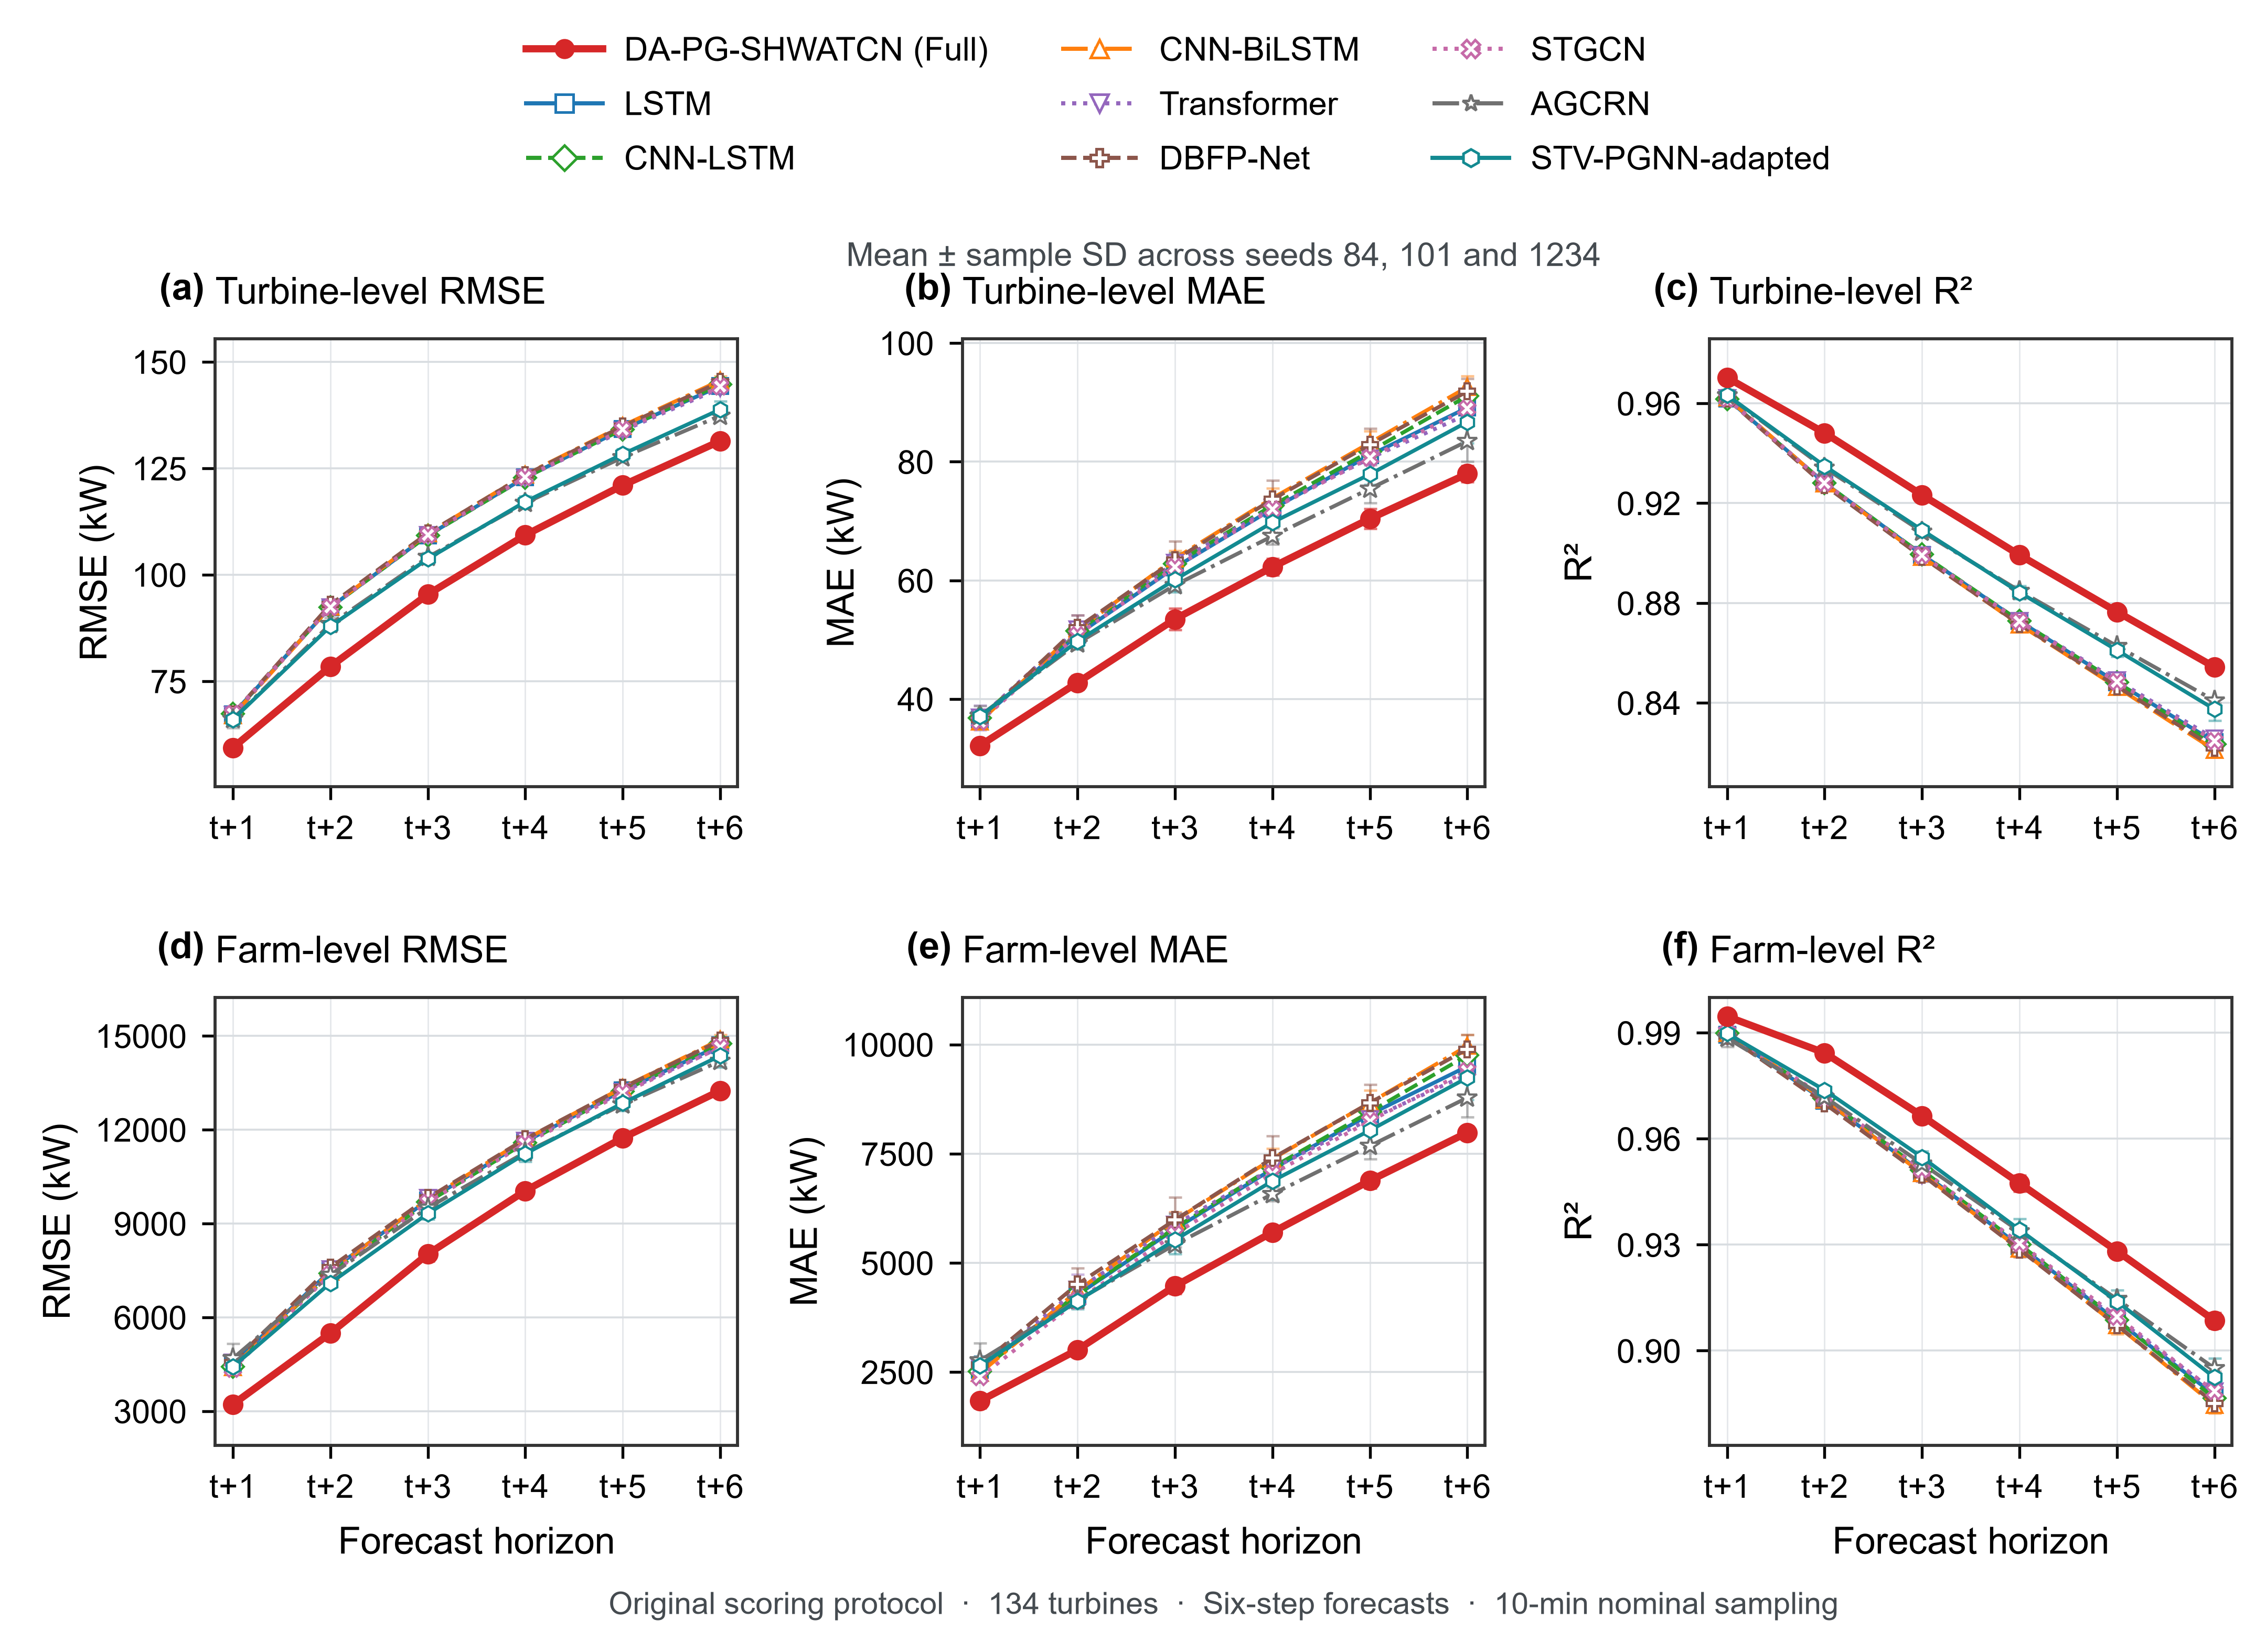 DA-PG-SHWATCN (Full)
LSTM
CNN-LSTM
CNN-BiLSTM
Transformer
DBFP-Net
STGCN
AGCRN
STV-PGNN-adapted
Mean ± sample SD across seeds 84, 101 and 1234
(a) Turbine-level RMSE
RMSE (kW)
150
125
100
75
t+1 t+2 t+3 t+4 t+5 t+6
(b) Turbine-level MAE
MAE (kW)
100
80
60
40
t+1 t+2 t+3 t+4 t+5 t+6
(c) Turbine-level R²
R²
0.96
0.92
0.88
0.84
t+1 t+2 t+3 t+4 t+5 t+6
(d) Farm-level RMSE
RMSE (kW)
15000
12000
9000
6000
3000
t+1 t+2 t+3 t+4 t+5 t+6
Forecast horizon
(e) Farm-level MAE
MAE (kW)
10000
7500
5000
2500
t+1 t+2 t+3 t+4 t+5 t+6
Forecast horizon
(f) Farm-level R²
R²
0.99
0.96
0.93
0.90
t+1 t+2 t+3 t+4 t+5 t+6
Forecast horizon
Original scoring protocol · 134 turbines · Six-step forecasts · 10-min nominal sampling